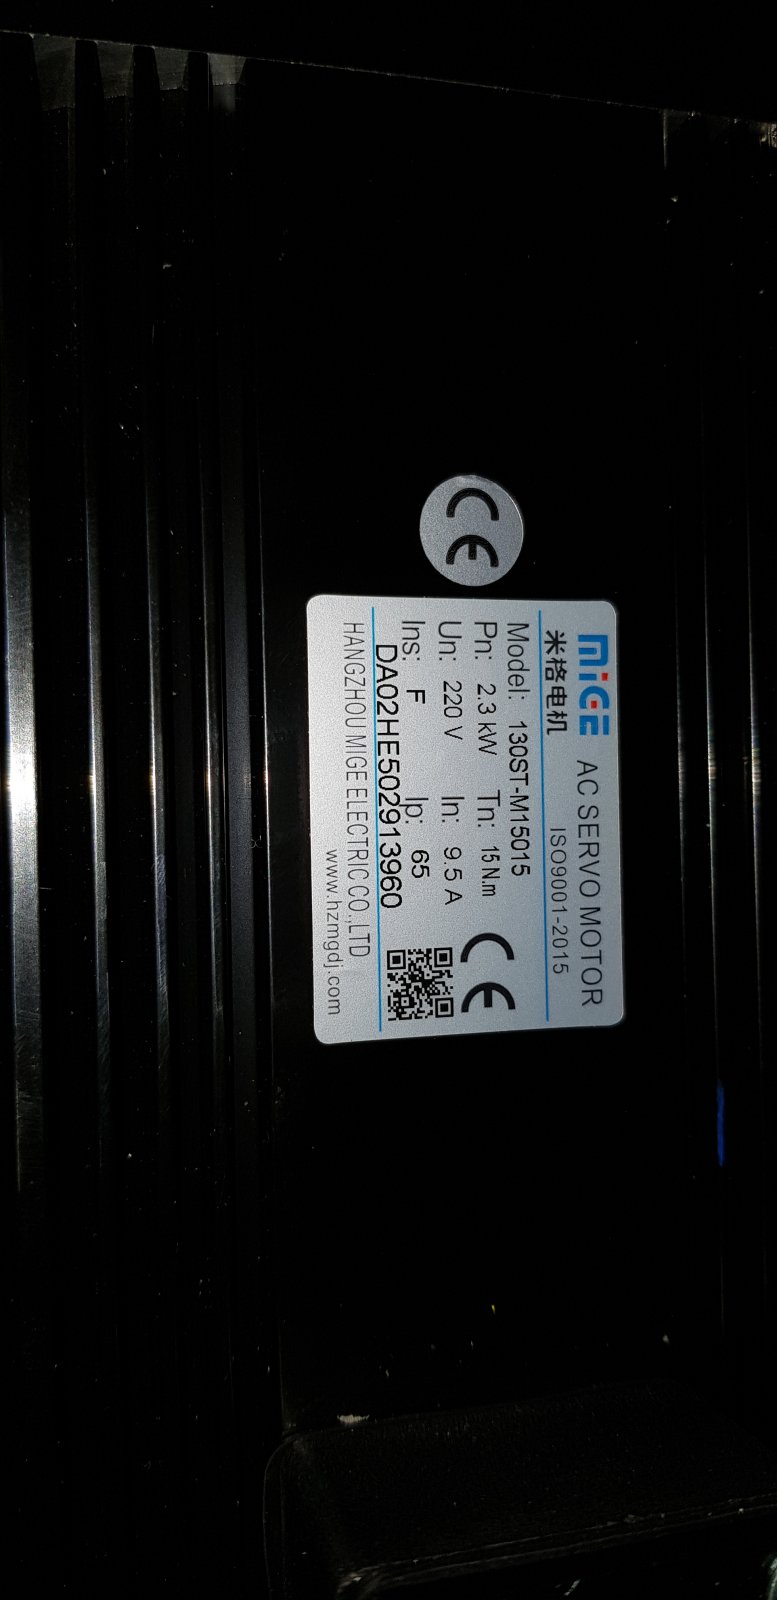 CE
MiGE AC SERVO MOTOR
米格电机 ISO9001-2015
Model: 130ST-M15015
Pn: 2.3 kW Tn: 15 N.m
Un: 220 V In: 9.5 A
CE
Ins: F Ip: 65
DA02HE502913960
HANGZHOU MIGE ELECTRIC CO.,LTD
www.hzmgdj.com